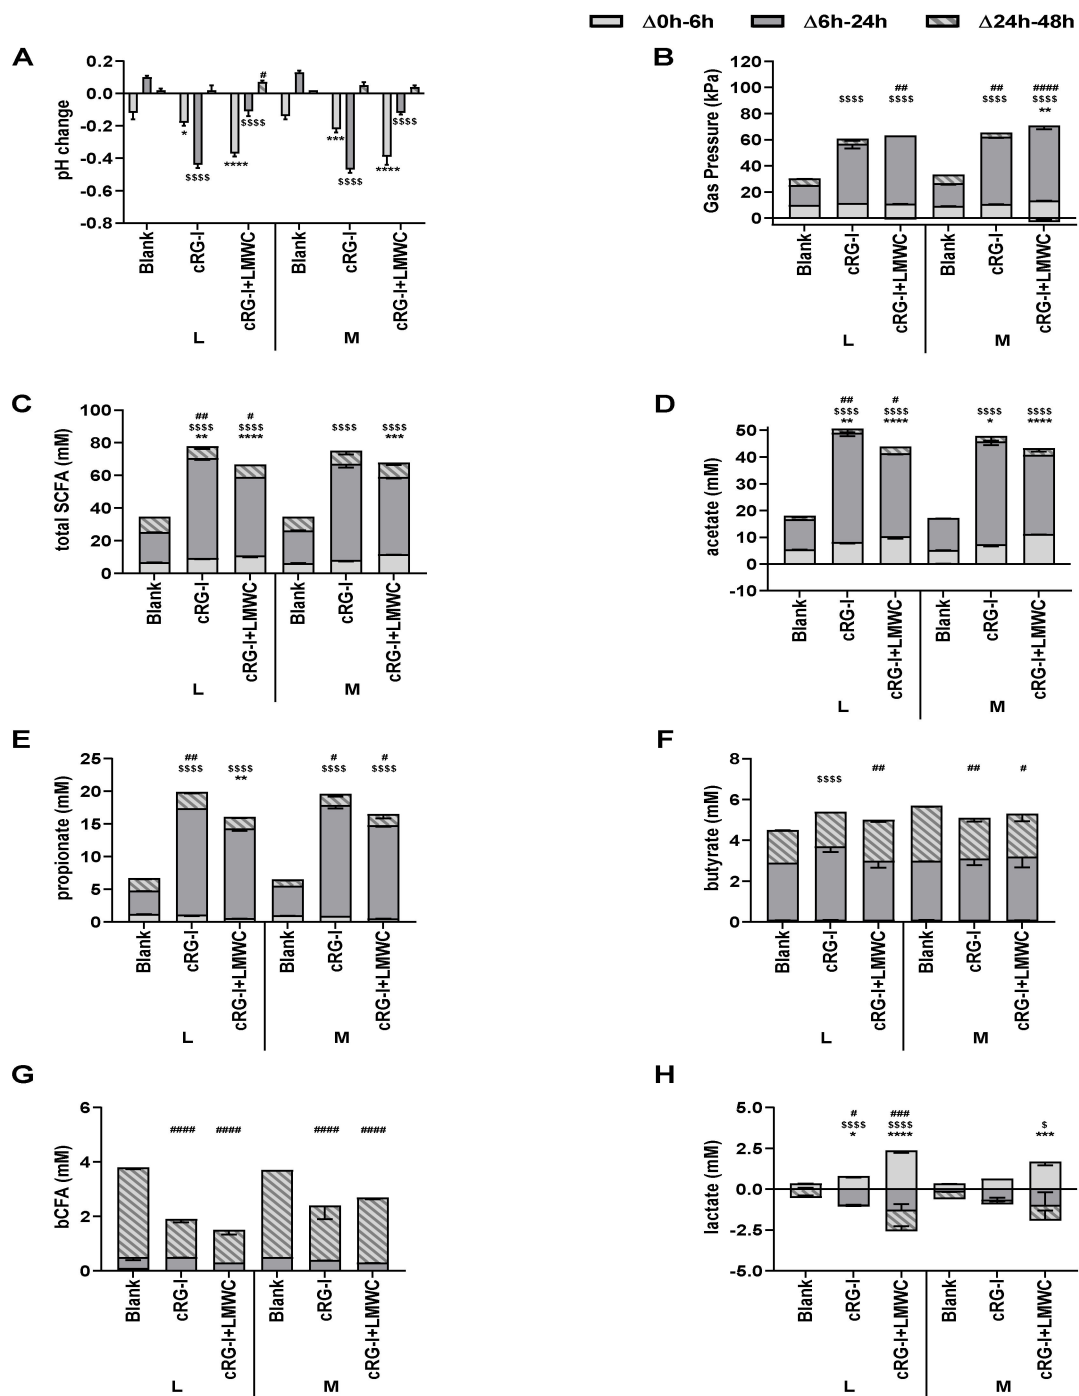 Δ0h-6h Δ6h-24h Δ24h-48h
A
pH change
0.2
0.0
-0.2
-0.4
-0.6
-0.8
#
*
$$$$
****
$$$$
***
$$$$
****
$$$$
Blank
cRG-I
cRG-I+LMWC
Blank
cRG-I
cRG-I+LMWC
L M
B
Gas Pressure (kPa)
120
100
80
60
40
20
0
$$$$
##
$$$$
##
$$$$
####
$$$$
**
Blank
cRG-I
cRG-I+LMWC
Blank
cRG-I
cRG-I+LMWC
L M
C
total SCFA (mM)
100
80
60
40
20
0
##
$$$$
**
#
$$$$
****
$$$$
$$$$
***
Blank
cRG-I
cRG-I+LMWC
Blank
cRG-I
cRG-I+LMWC
L M
D
acetate (mM)
50
40
30
20
10
0
-10
##
$$$$
**
#
$$$$
****
$$$$
*
$$$$
****
Blank
cRG-I
cRG-I+LMWC
Blank
cRG-I
cRG-I+LMWC
L M
E
propionate (mM)
25
20
15
10
5
0
##
$$$$
$$$$
**
#
$$$$
#
$$$$
Blank
cRG-I
cRG-I+LMWC
Blank
cRG-I
cRG-I+LMWC
L M
F
butyrate (mM)
8
6
4
2
0
$$$$
##
##
#
Blank
cRG-I
cRG-I+LMWC
Blank
cRG-I
cRG-I+LMWC
L M
G
bCFA (mM)
6
4
2
0
####
####
####
####
Blank
cRG-I
cRG-I+LMWC
Blank
cRG-I
cRG-I+LMWC
L M
H
lactate (mM)
5.0
2.5
0.0
-2.5
-5.0
#
$$$$
*
###
$$$$
****
$
***
Blank
cRG-I
cRG-I+LMWC
Blank
cRG-I
cRG-I+LMWC
L M